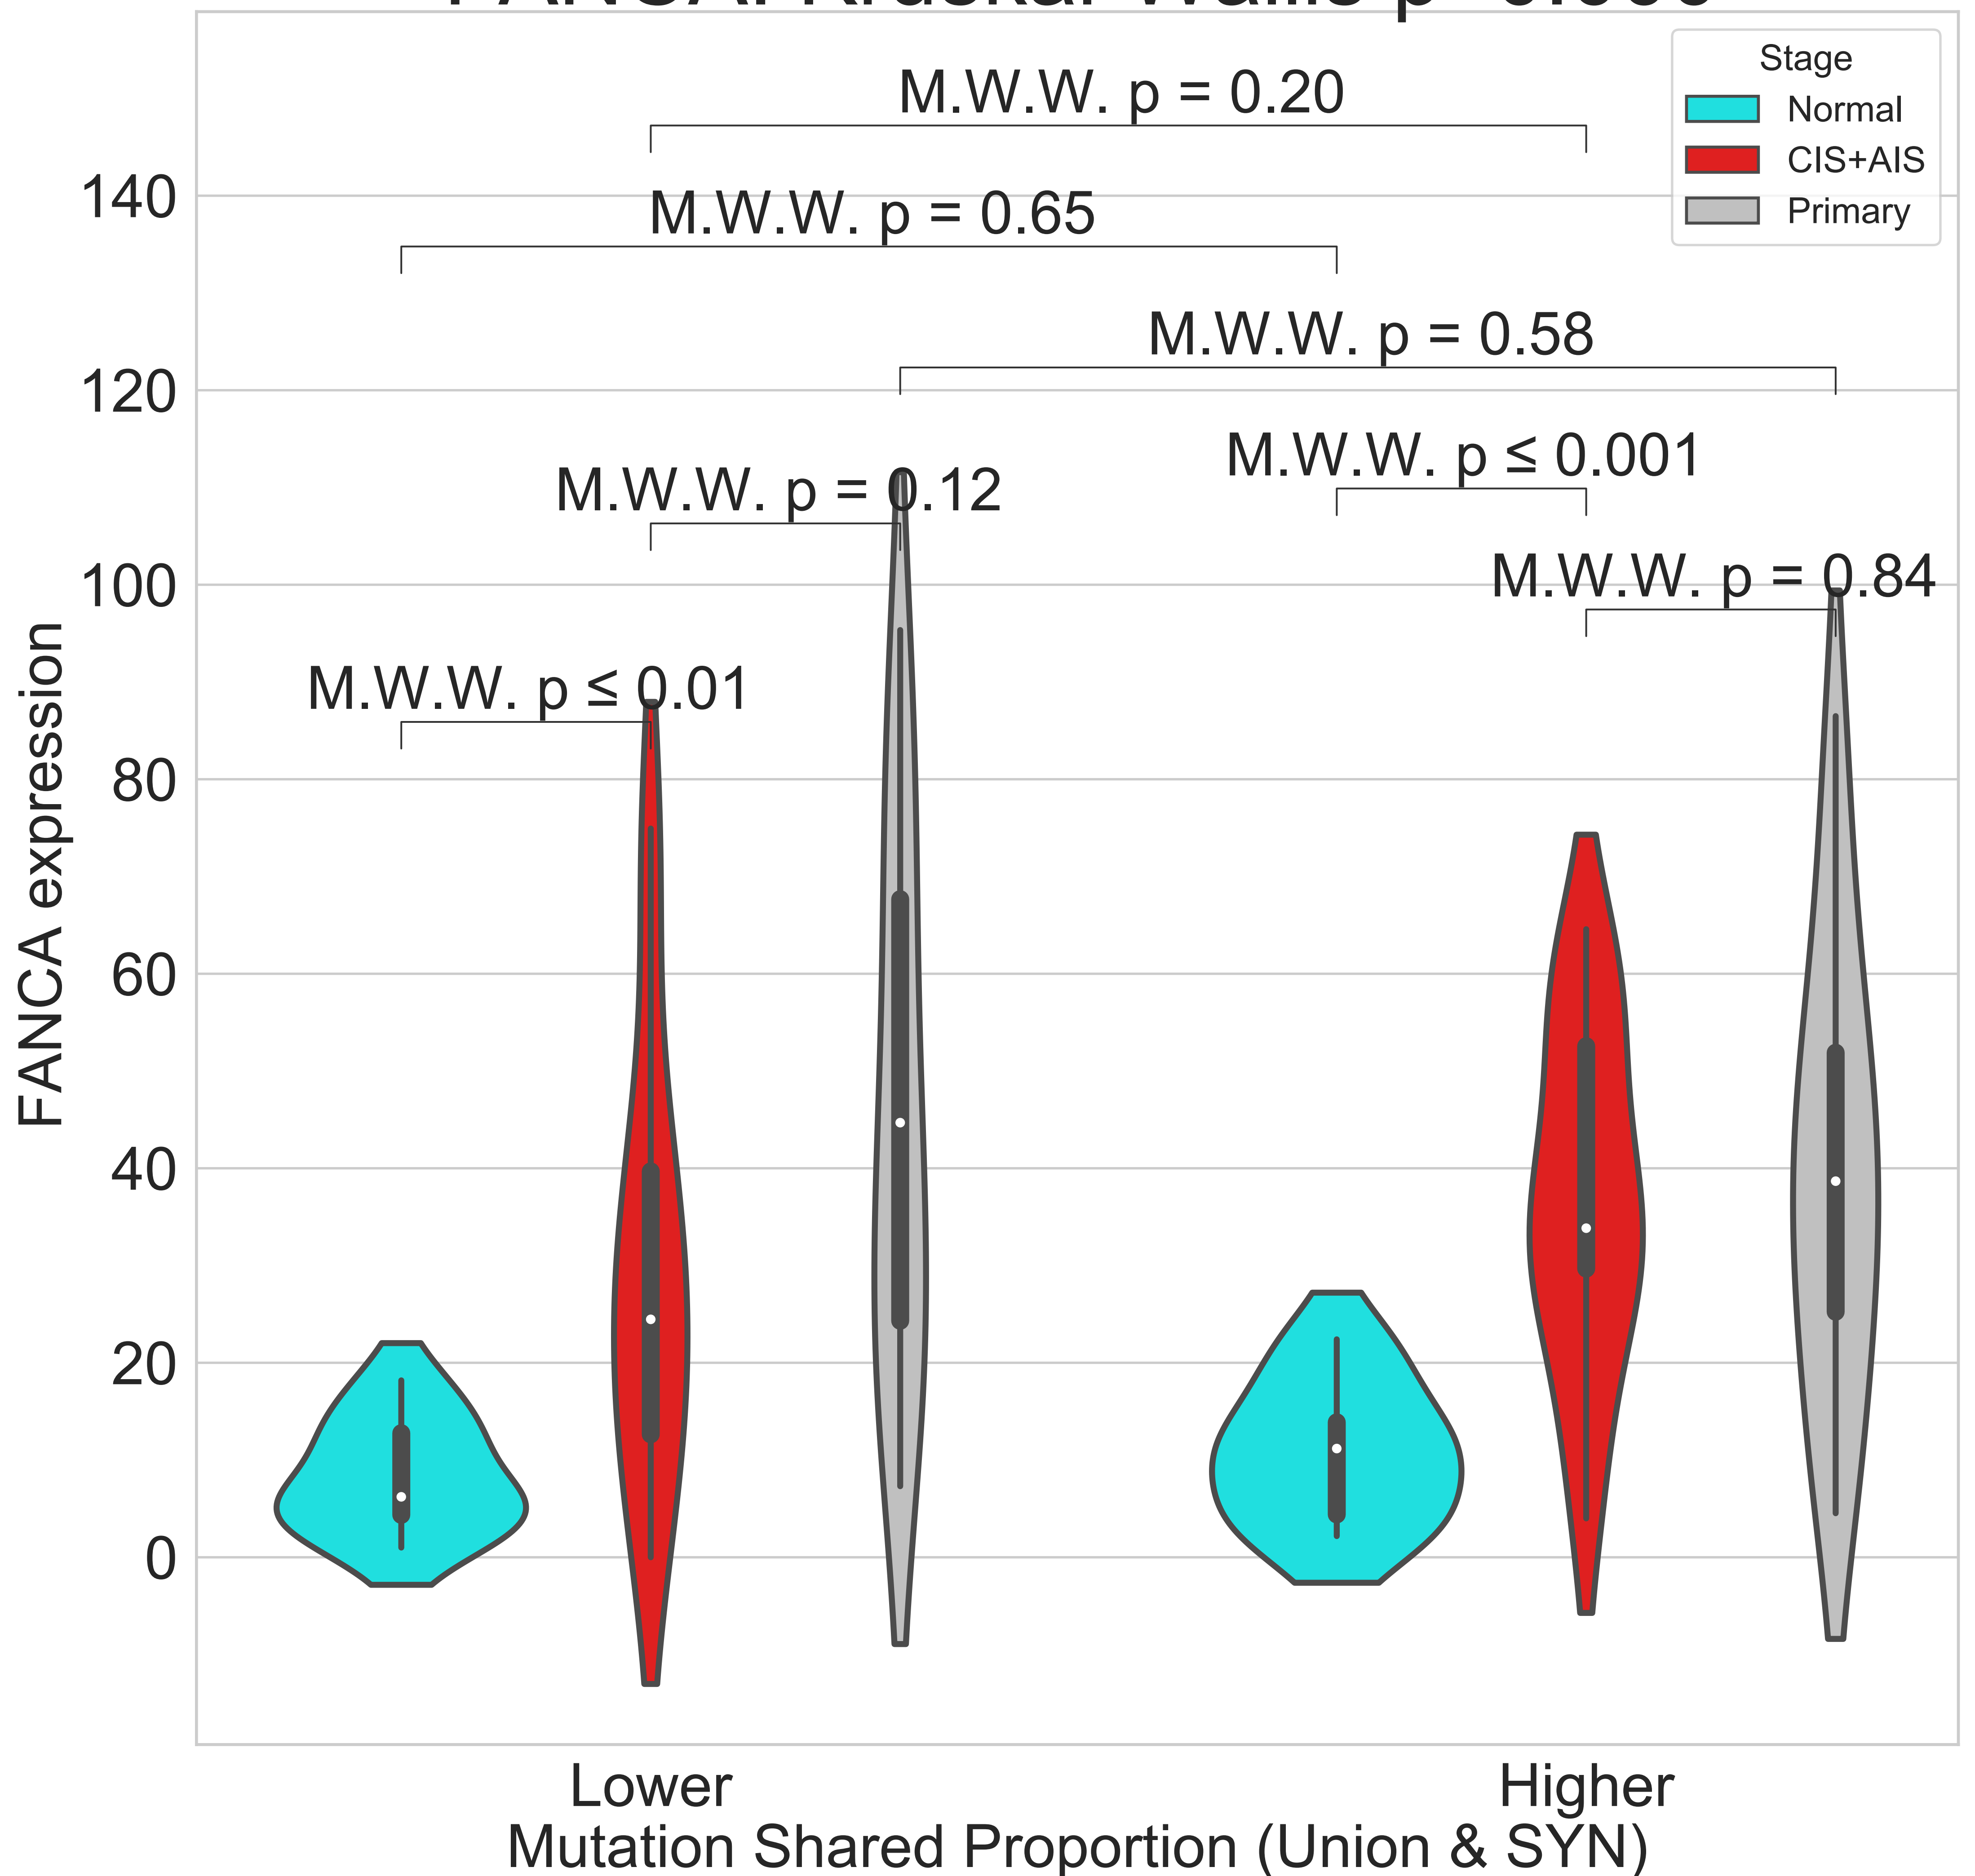 Stage
Normal
CIS+AIS
Primary
M.W.W. p = 0.20
M.W.W. p = 0.65
M.W.W. p = 0.58
M.W.W. p ≤ 0.001
M.W.W. p = 0.12
M.W.W. p = 0.84
M.W.W. p ≤ 0.01
140
120
100
80
60
40
20
0
FANCA expression
Lower
Higher
Mutation Shared Proportion (Union & SYN)